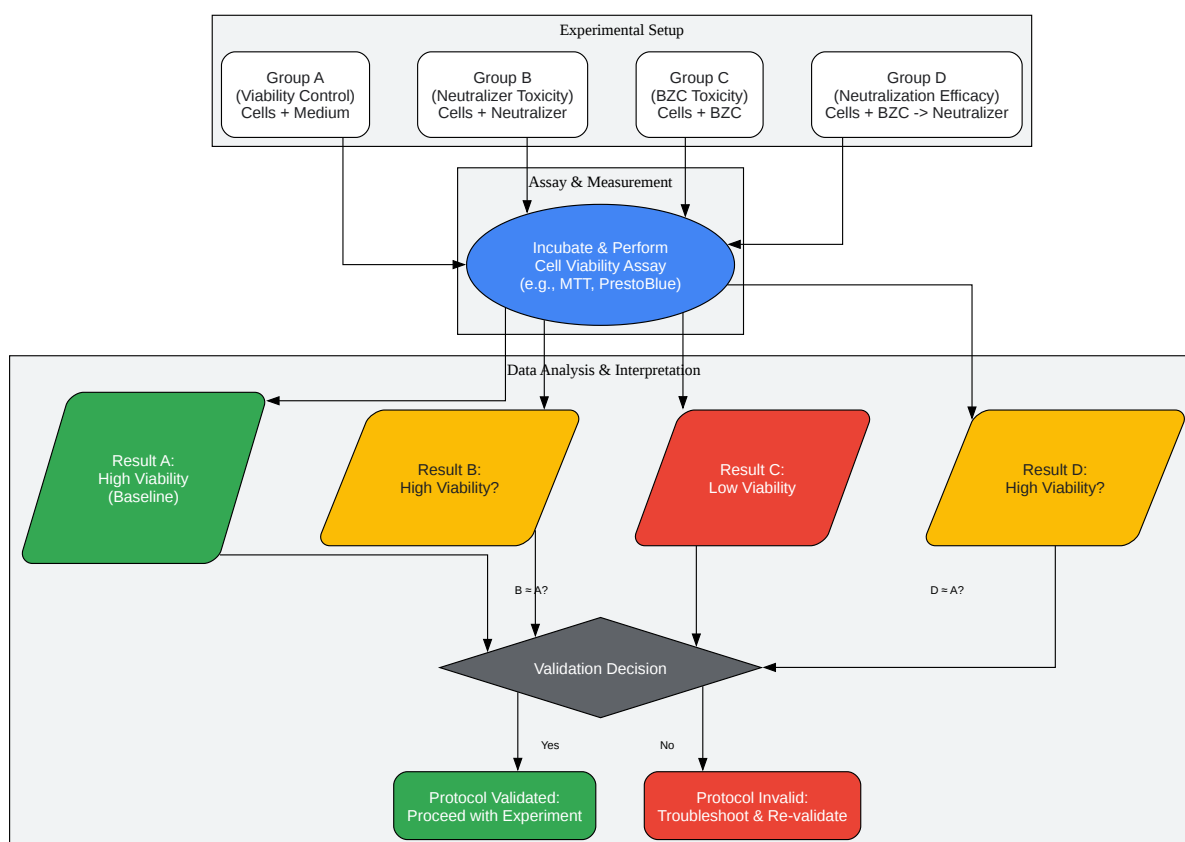 Experimental Setup
Group A
(Viability Control)
Cells + Medium
Group B
(Neutralizer Toxicity)
Cells + Neutralizer
Group C
(BZC Toxicity)
Cells + BZC
Group D
(Neutralization Efficacy)
Cells + BZC -> Neutralizer
Assay & Measurement
Incubate & Perform
Cell Viability Assay
(e.g., MTT, PrestoBlue)
Data Analysis & Interpretation
Result A:
High Viability
(Baseline)
Result B:
High Viability?
Result C:
Low Viability
Result D:
High Viability?
B ≈ A?
D ≈ A?
Validation Decision
Yes
No
Protocol Validated:
Proceed with Experiment
Protocol Invalid:
Troubleshoot & Re-validate